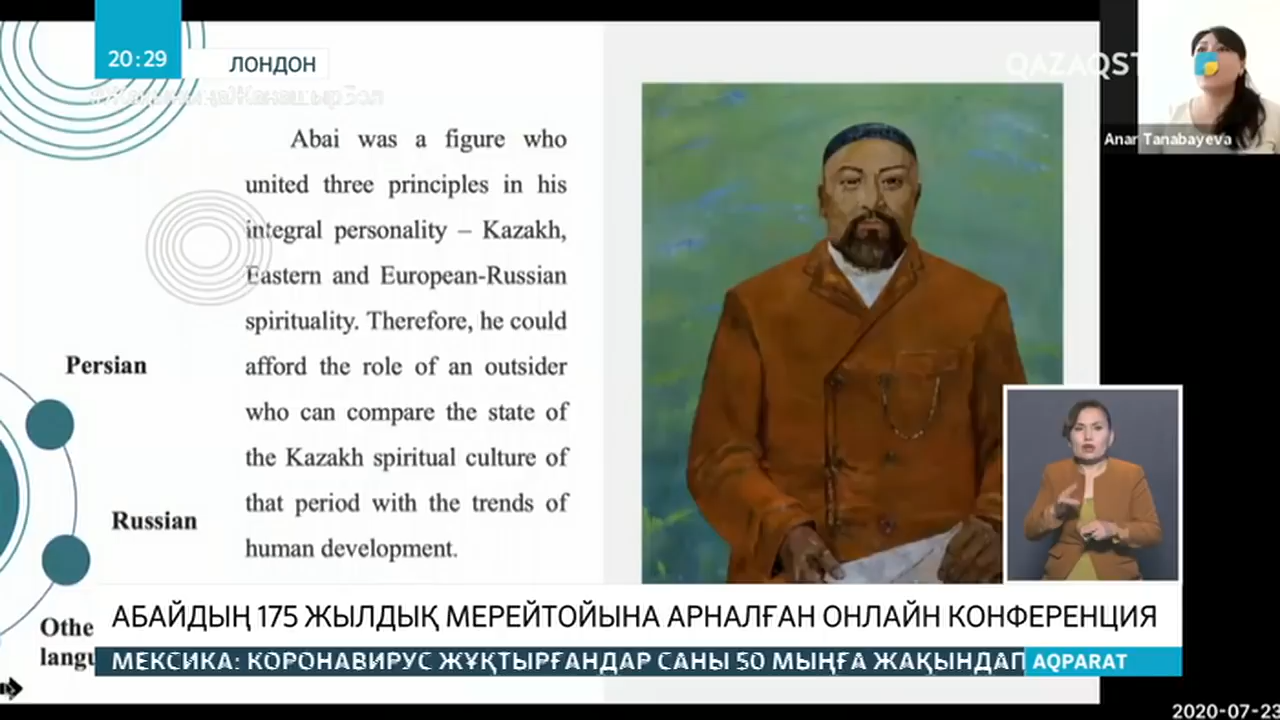 20:29
ЛОНДОН
QAZAQST
Anar Tanabayeva
Abai was a figure who
united three principles in his
integral personality – Kazakh,
Eastern and European-Russian
spirituality. Therefore, he could
afford the role of an outsider
who can compare the state of
the Kazakh spiritual culture of
that period with the trends of
human development.
Persian
Russian
Othe
langu
АБАЙДЫҢ 175 ЖЫЛДЫҚ МЕРЕЙТОЙЫНА АРНАЛҒАН ОНЛАЙН КОНФЕРЕНЦИЯ
МЕКСИКА: КОРОНАВИРУС ЖҰҚТЫРҒАНДАР САНЫ 50 МЫҢҒА ЖАҚЫНДАП
AQPARAT
2020-07-23